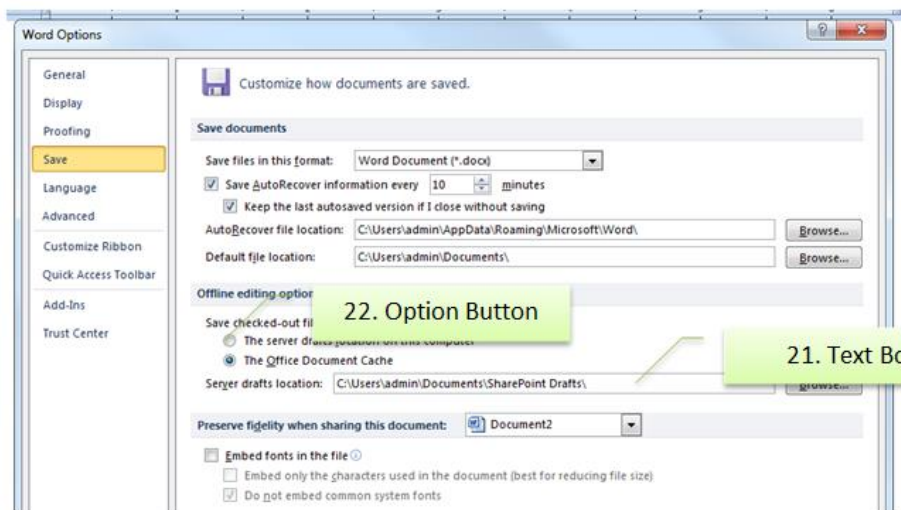 Word Options
General
Display
Proofing
Save
Language
Advanced
Customize Ribbon
Quick Access Toolbar
Add-Ins
Trust Center
Customize how documents are saved.
Save documents
Save files in this format: Word Document (*.docx)
Save AutoRecover information every 10 minutes
Keep the last autosaved version if I close without saving
AutoRecover file location: C:\Users\admin\AppData\Roaming\Microsoft\Word\ Browse...
Default file location: C:\Users\admin\Documents\ Browse...
Offline editing option
22. Option Button
Save checked-out fil
The server drafts location on this computer
21. Text Bo
The Office Document Cache
Server drafts location: C:\Users\admin\Documents\SharePoint Drafts\ Browse...
Preserve fidelity when sharing this document: Document2
Embed fonts in the file
Embed only the characters used in the document (best for reducing file size)
Do not embed common system fonts